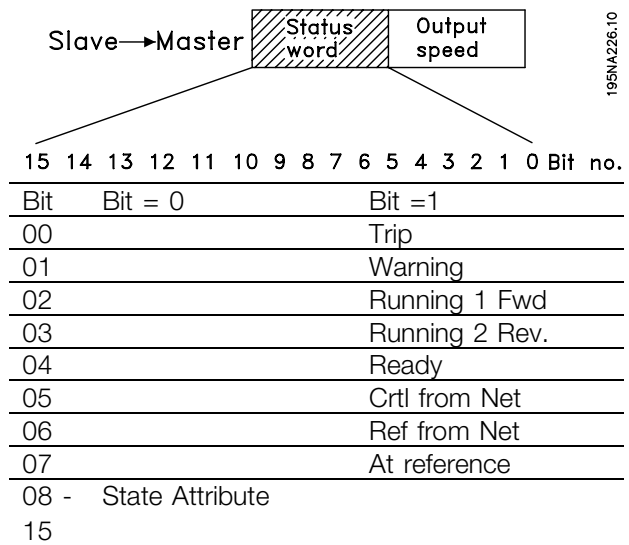 Slave→Master Status word Output speed
195NA226.10
15 14 13 12 11 10 9 8 7 6 5 4 3 2 1 0 Bit no.
Bit Bit = 0 Bit =1
00 Trip
01 Warning
02 Running 1 Fwd
03 Running 2 Rev.
04 Ready
05 Crtl from Net
06 Ref from Net
07 At reference
08 - State Attribute
15